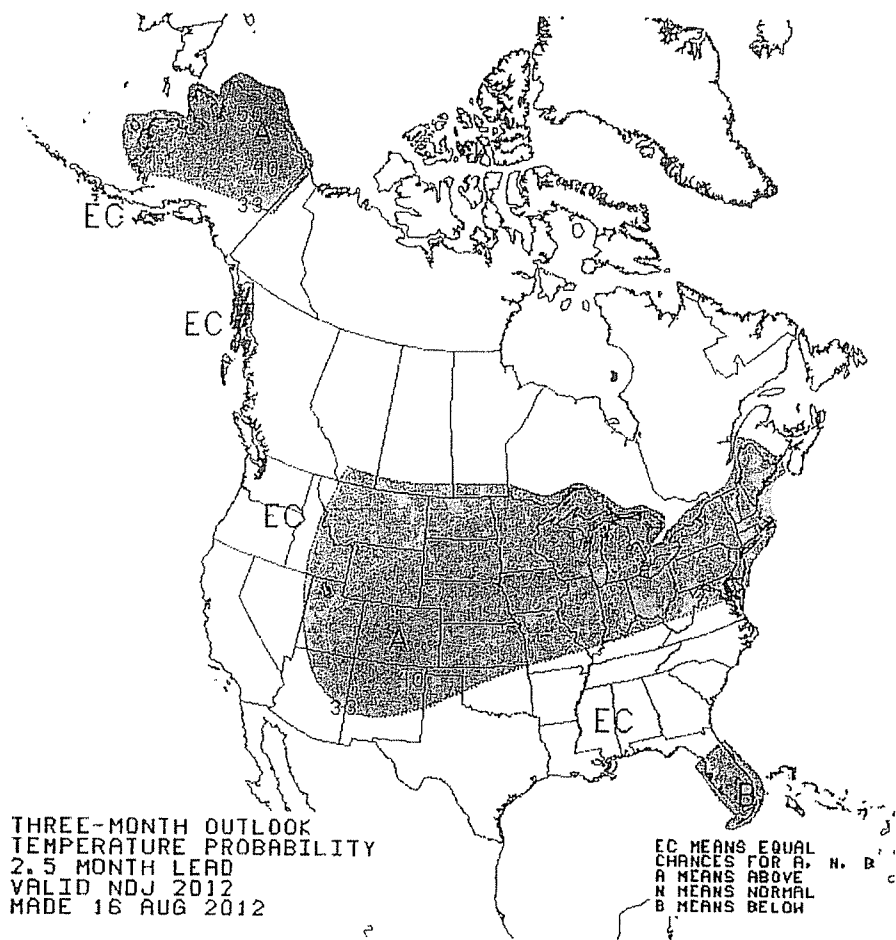 50
A
40
33
EC
EC
EC
A
40
33
EC
B
THREE-MONTH OUTLOOK
TEMPERATURE PROBABILITY
2.5 MONTH LEAD
VALID NDJ 2012
MADE 16 AUG 2012
EC MEANS EQUAL
CHANCES FOR A, N, B
A MEANS ABOVE
N MEANS NORMAL
B MEANS BELOW